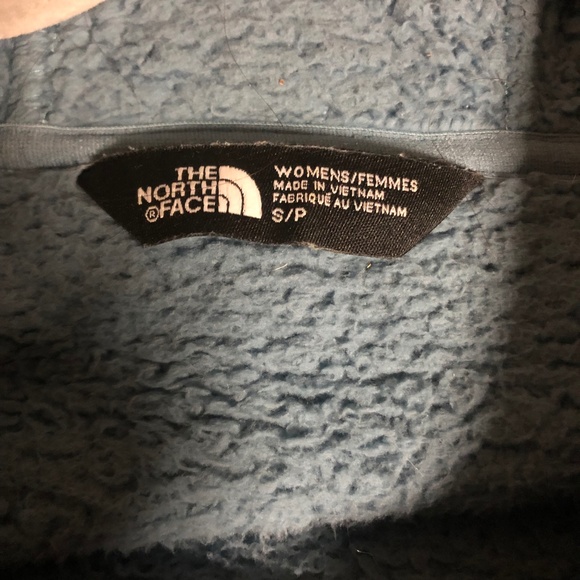 THE
NORTH
®FACE
WOMENS/FEMMES
MADE IN VIETNAM
FABRIQUÉ AU VIETNAM
S/P